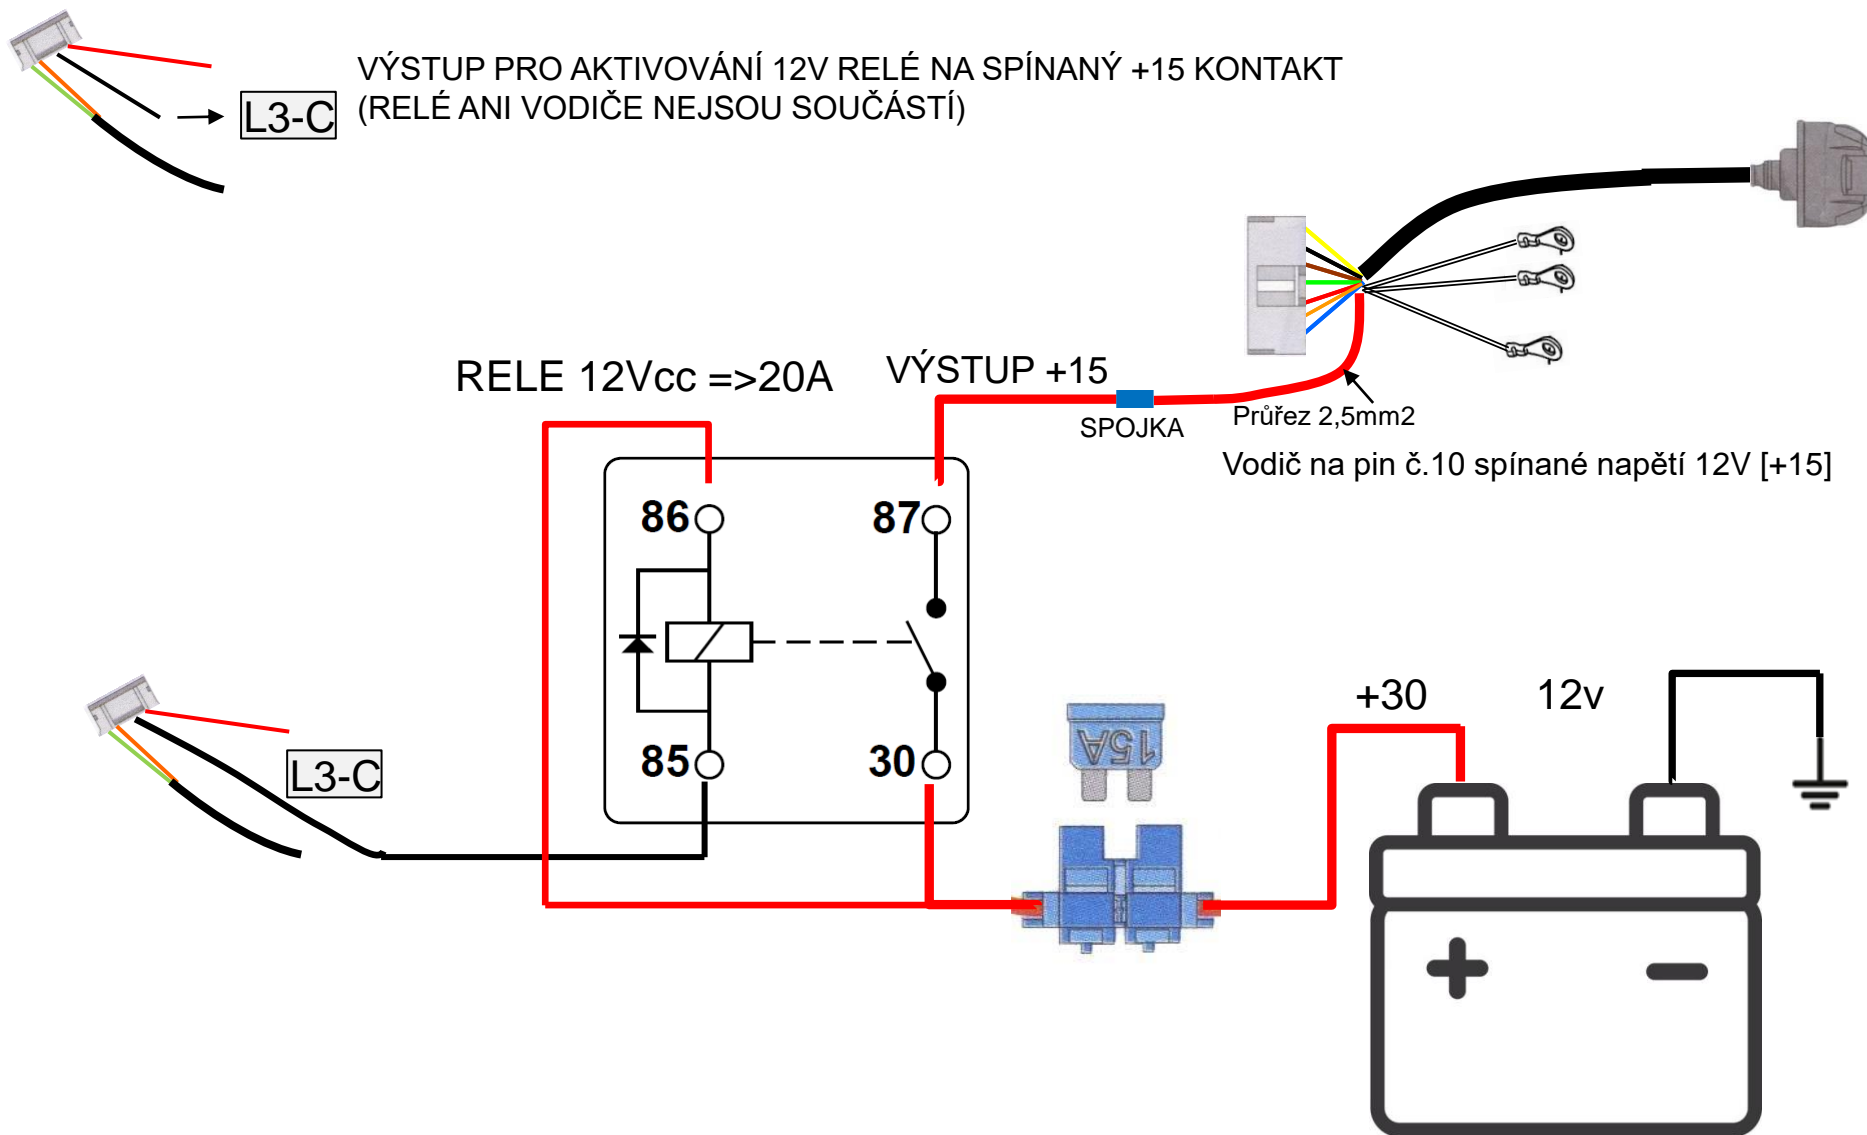 VÝSTUP PRO AKTIVOVÁNÍ 12V RELÉ NA SPÍNANÝ +15 KONTAKT
(RELÉ ANI VODIČE NEJSOU SOUČÁSTÍ)
L3-C
RELE 12Vcc =>20A
VÝSTUP +15
SPOJKA
Průřez 2,5mm2
Vodič na pin č.10 spínané napětí 12V [+15]
86
87
85
30
L3-C
15A
+30
12v
+
−